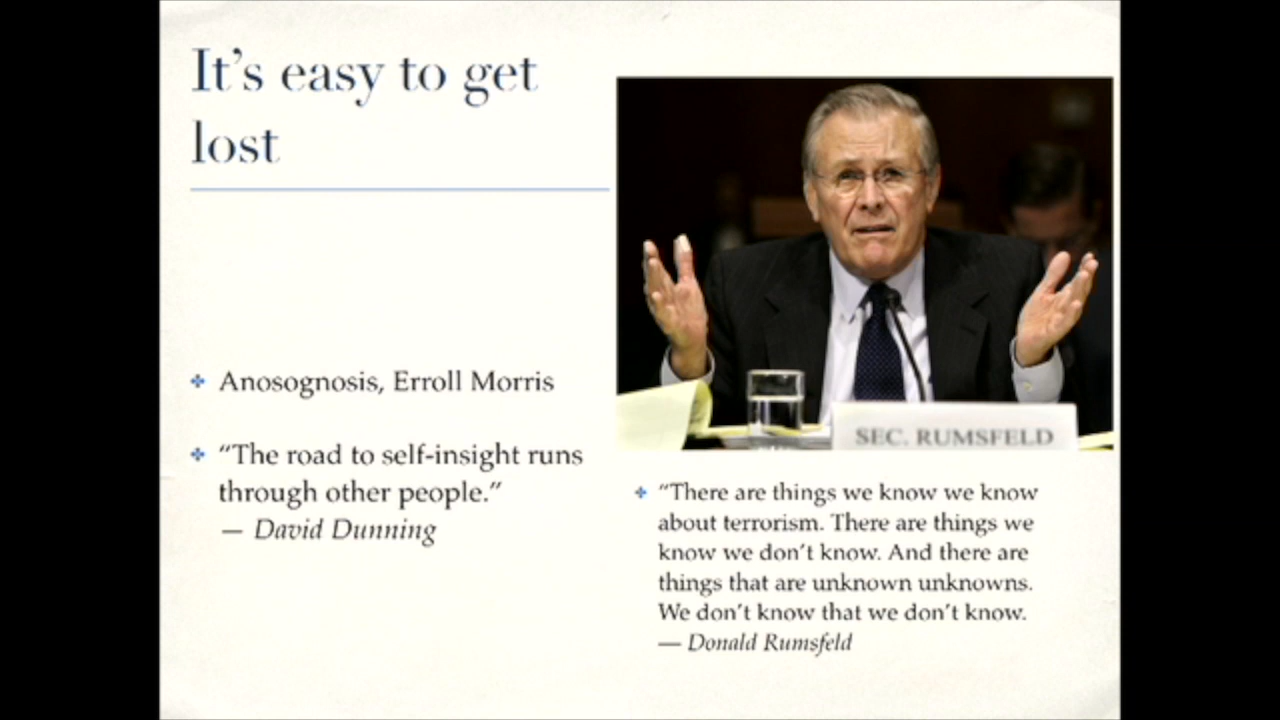 It's easy to get
lost
Anosognosis, Erroll Morris
“The road to self-insight runs
through other people.”
— David Dunning
SEC. RUMSFELD
“There are things we know we know
about terrorism. There are things we
know we don't know. And there are
things that are unknown unknowns.
We don't know that we don't know.
— Donald Rumsfeld